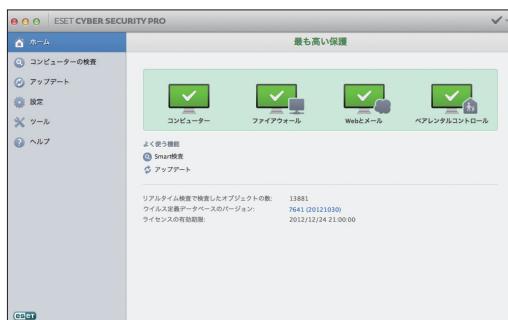 ESET CYBER SECURITY PRO
ホーム
最も高い保護
コンピューターの検査
アップデート
設定
ツール
ヘルプ
コンピューター
ファイアウォール
Webとメール
ペアレンタルコントロール
よく使う機能
Smart検査
アップデート
リアルタイム検査で検査したオブジェクトの数: 13881
ウイルス定義データベースのバージョン: 7641 (20121030)
ライセンスの有効期限: 2012/12/24 21:00:00
eset